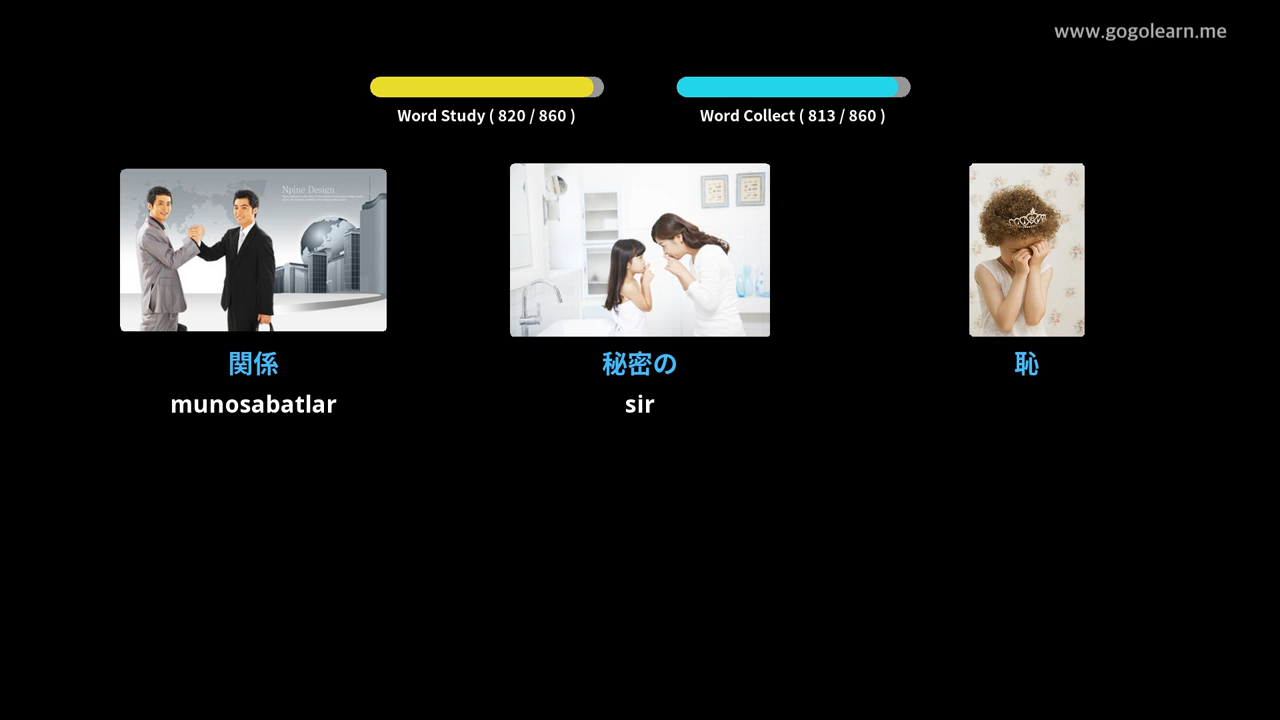 www.gogolearn.me
Word Study ( 820 / 860 )
Word Collect ( 813 / 860 )
Npine Design
関係
秘密の
恥
munosabatlar
sir